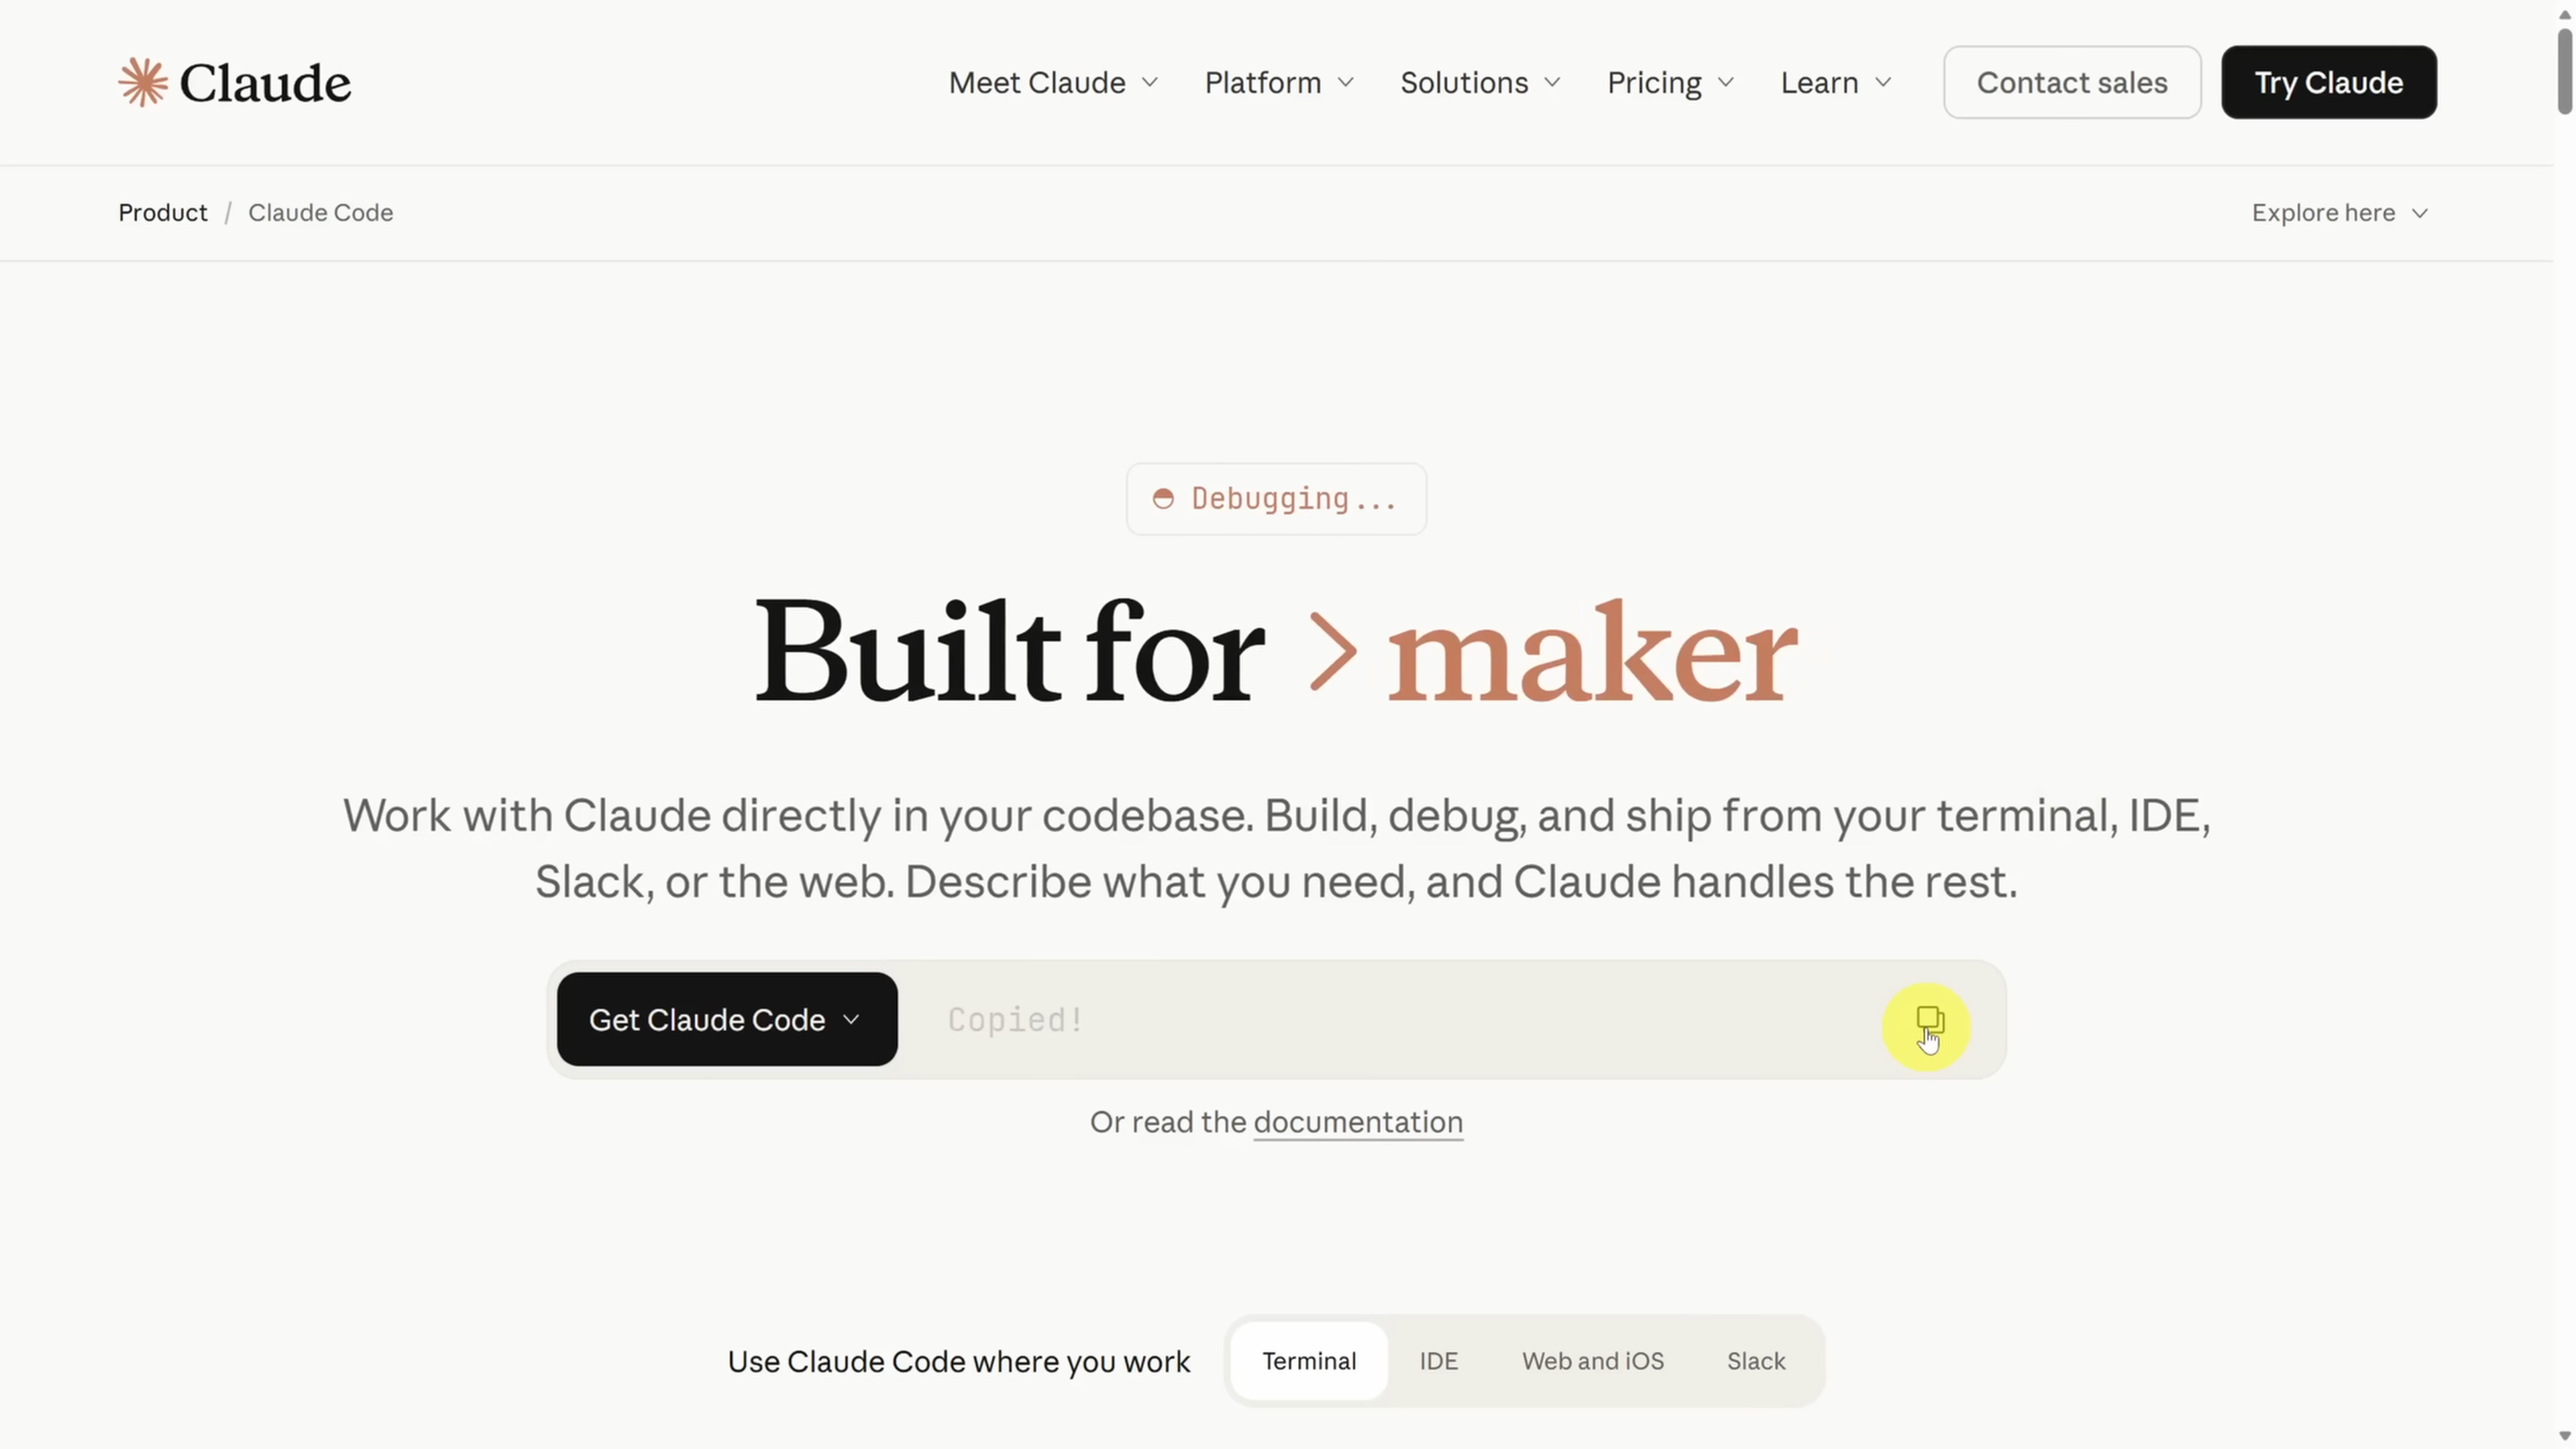 Claude
Meet Claude
Platform
Solutions
Pricing
Learn
Contact sales
Try Claude
Product / Claude Code
Explore here
Debugging...
Built for > maker
Work with Claude directly in your codebase. Build, debug, and ship from your terminal, IDE,
Slack, or the web. Describe what you need, and Claude handles the rest.
Get Claude Code
Copied!
Or read the documentation
Use Claude Code where you work
Terminal
IDE
Web and iOS
Slack